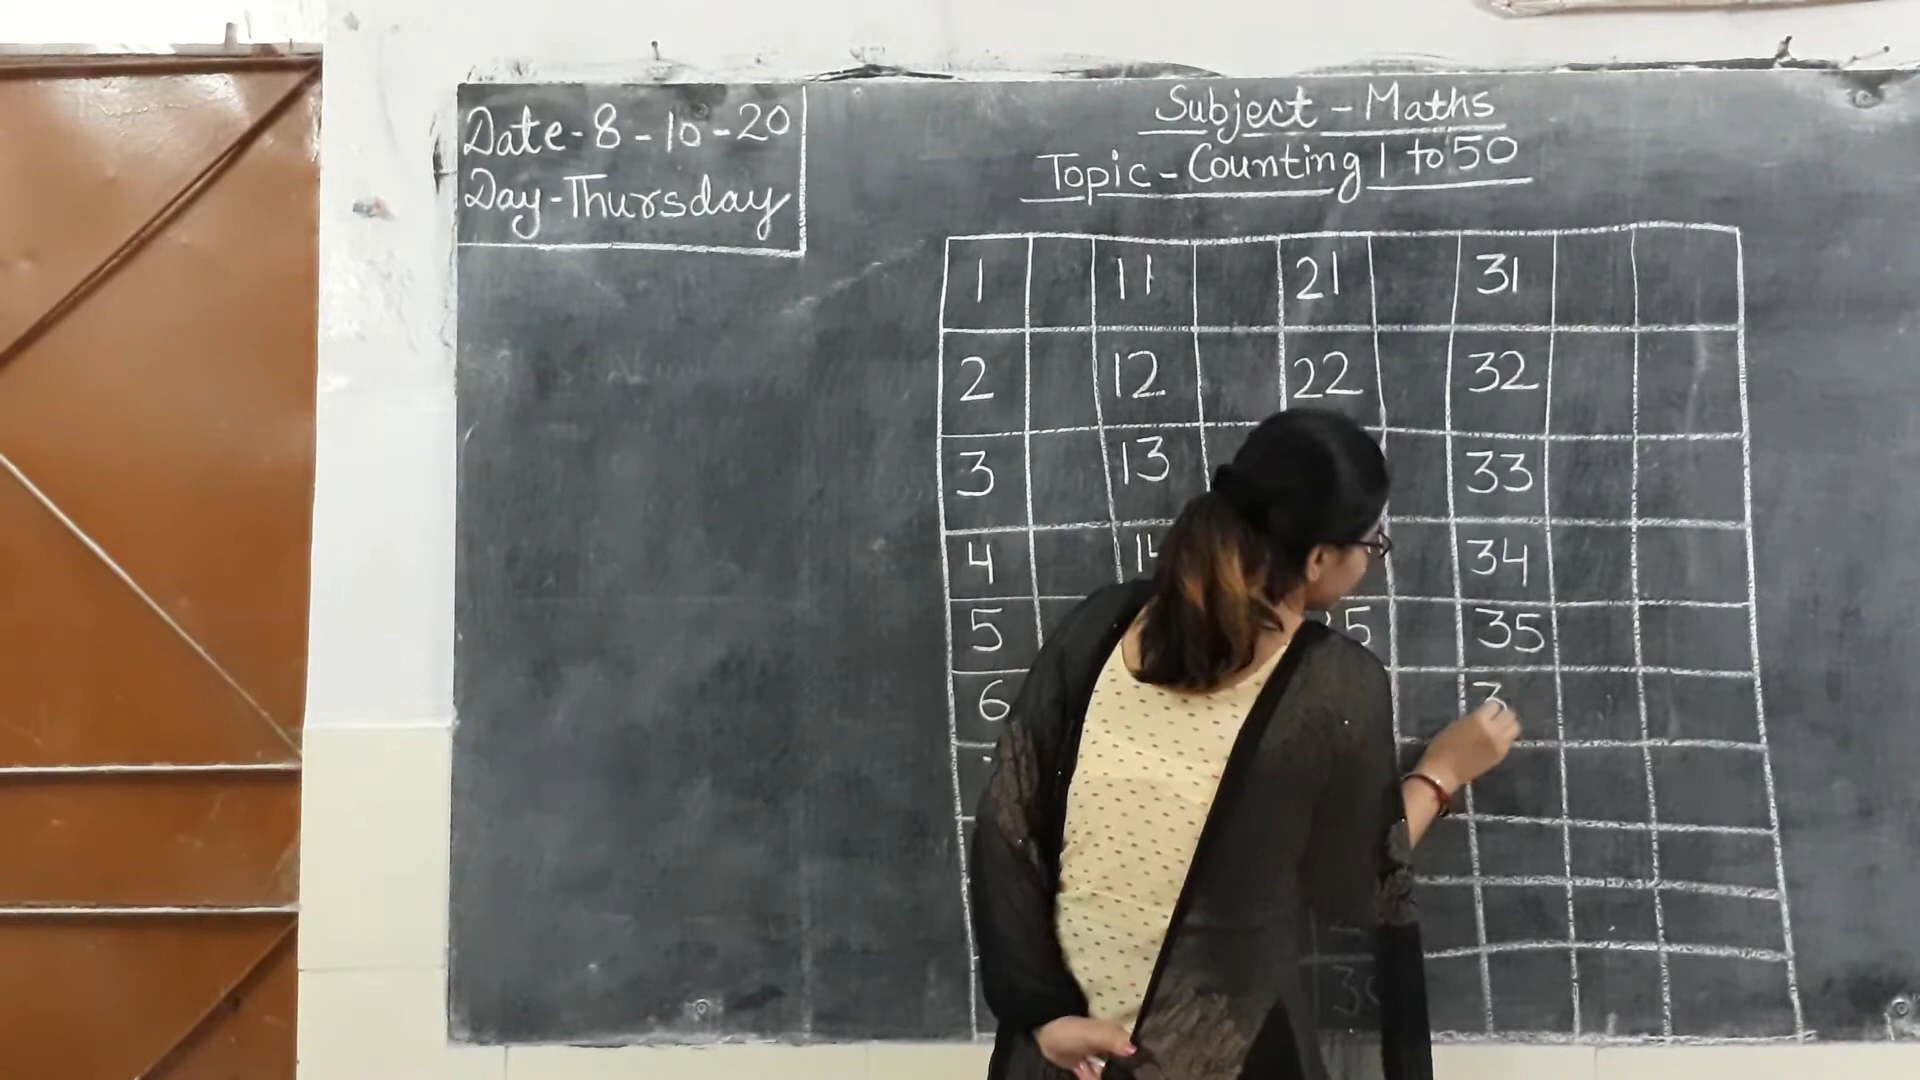 Date-8-10-20
Day-Thursday
Subject-Maths
Topic-Counting 1 to 50
1 11 21 31
2 12 22 32
3 13 33
4 34
5 35
6 3